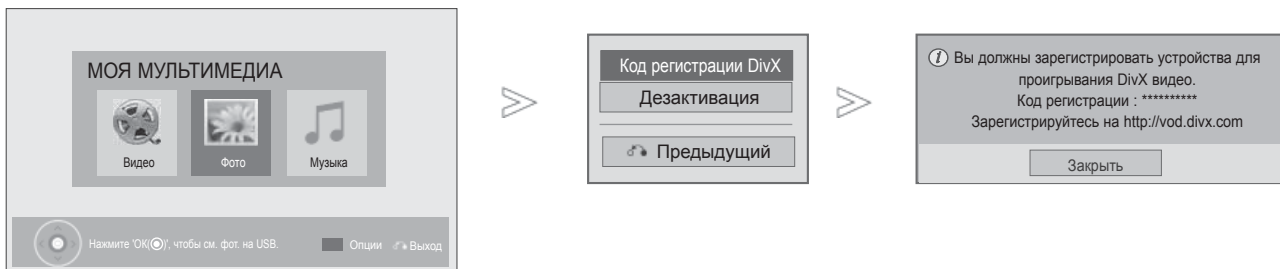 МОЯ МУЛЬТИМЕДИА
Видео
Фото
Музыка
Нажмите 'OK(◉)', чтобы см. фот. на USB.
Опции
Выход
Код регистрации DivX
Дезактивация
Предыдущий
Вы должны зарегистрировать устройства для
проигрывания DivX видео.
Код регистрации : **********
Зарегистрируйтесь на http://vod.divx.com
Закрыть